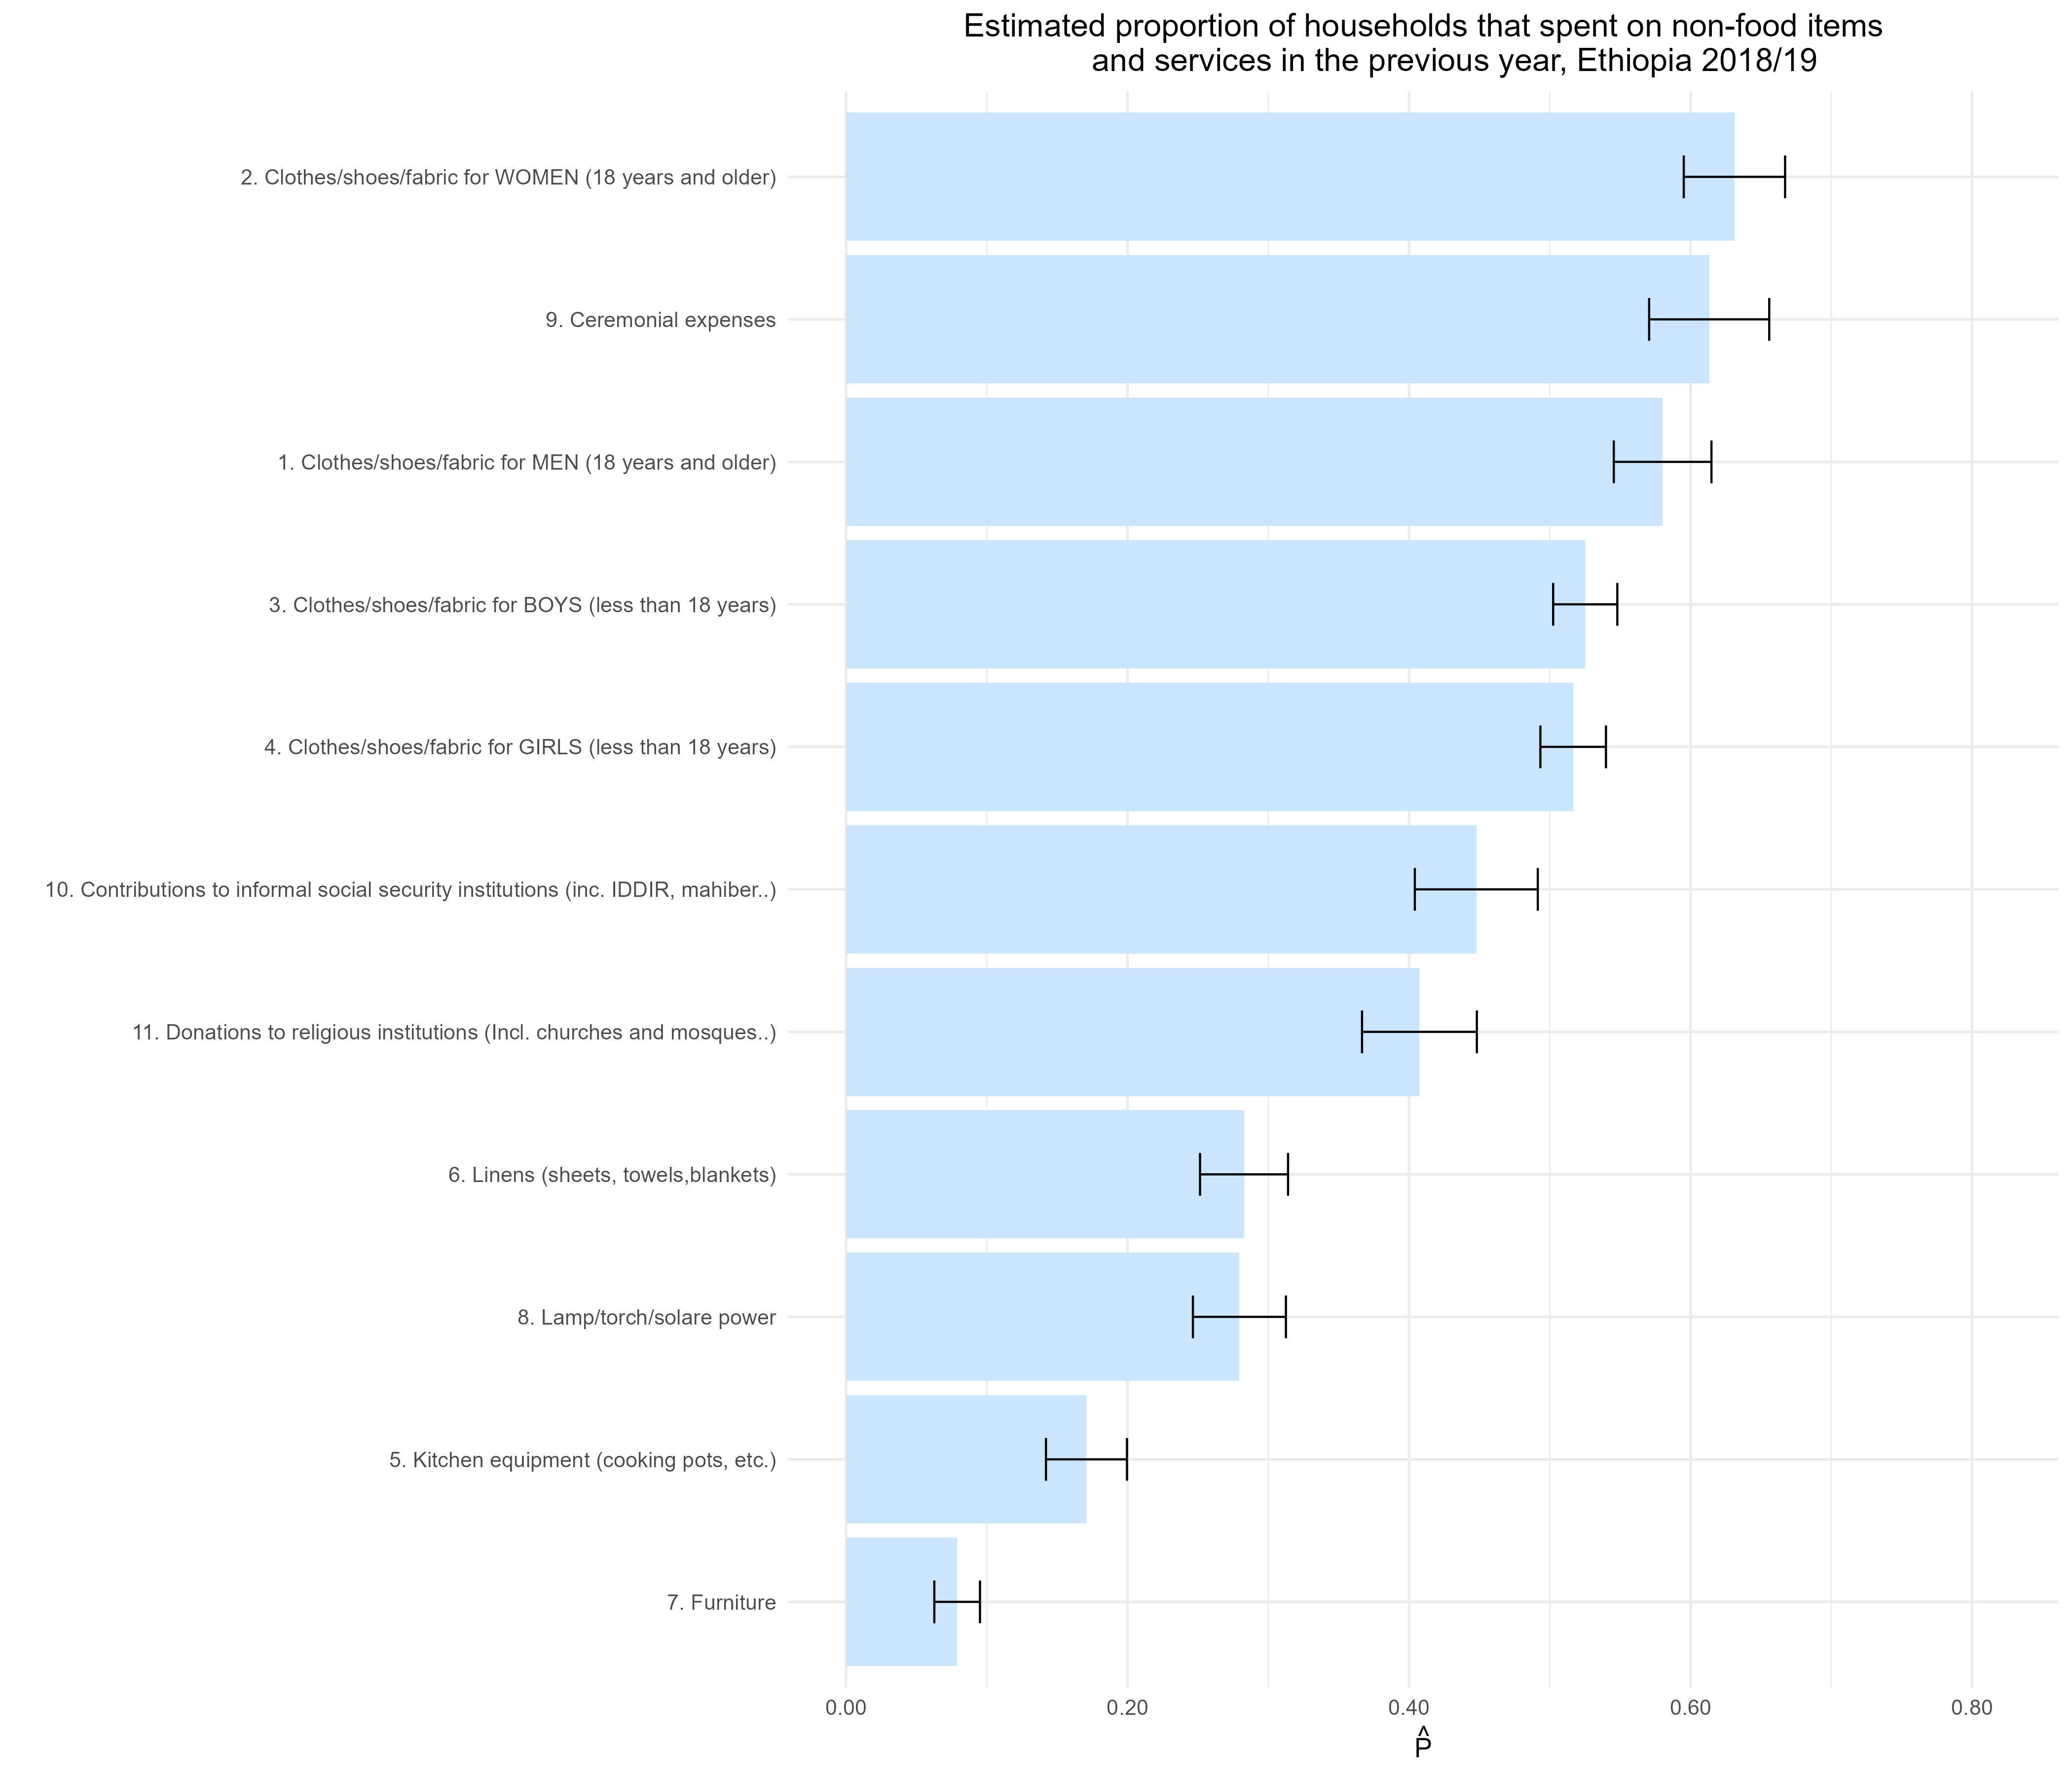 Estimated proportion of households that spent on non-food items
and services in the previous year, Ethiopia 2018/19
2. Clothes/shoes/fabric for WOMEN (18 years and older)
9. Ceremonial expenses
1. Clothes/shoes/fabric for MEN (18 years and older)
3. Clothes/shoes/fabric for BOYS (less than 18 years)
4. Clothes/shoes/fabric for GIRLS (less than 18 years)
10. Contributions to informal social security institutions (inc. IDDIR, mahiber..)
11. Donations to religious institutions (Incl. churches and mosques..)
6. Linens (sheets, towels,blankets)
8. Lamp/torch/solare power
5. Kitchen equipment (cooking pots, etc.)
7. Furniture
0.00 0.20 0.40 0.60 0.80
P̂